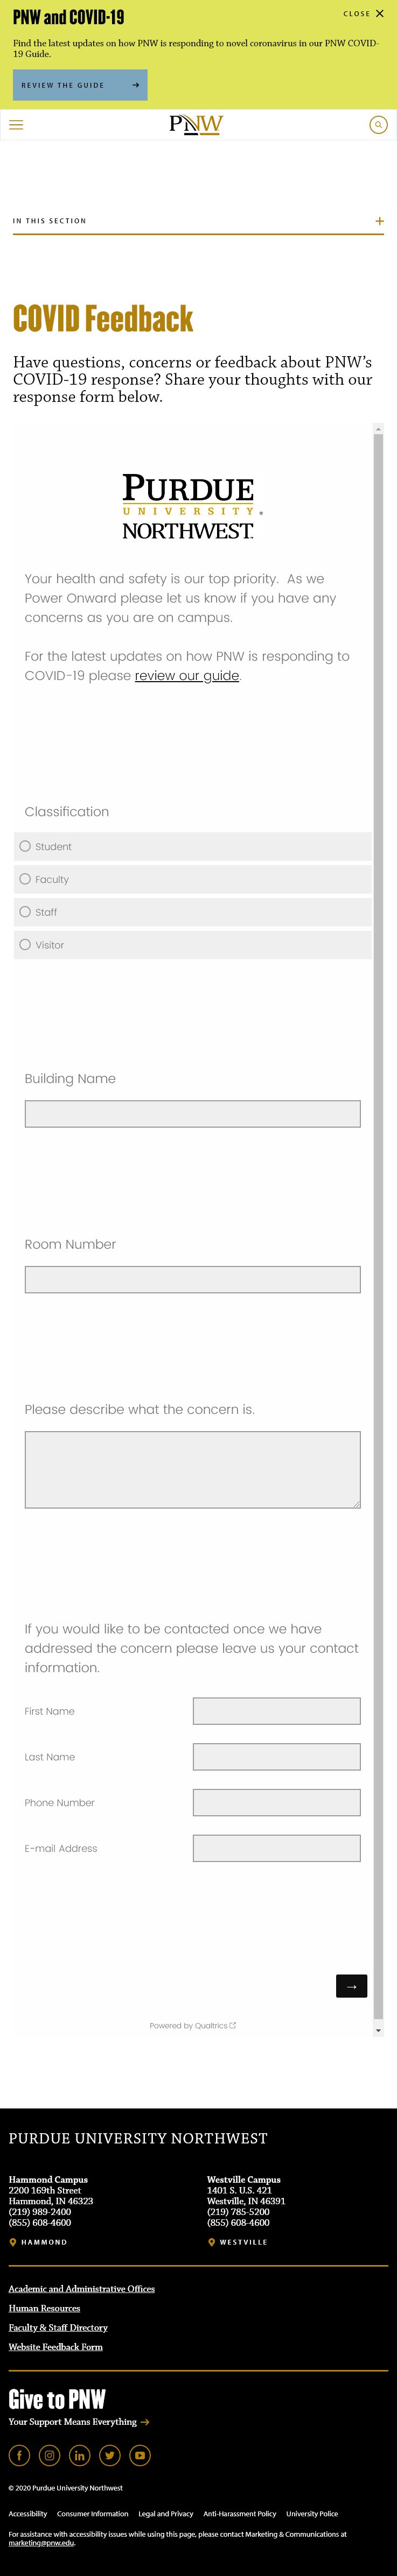 PNW and COVID-19
CLOSE
Find the latest updates on how PNW is responding to novel coronavirus in our PNW COVID-
19 Guide.
REVIEW THE GUIDE
PNW
IN THIS SECTION
COVID Feedback
Have questions, concerns or feedback about PNW’s
COVID-19 response? Share your thoughts with our
response form below.
PURDUE
UNIVERSITY®
NORTHWEST
Your health and safety is our top priority. As we
Power Onward please let us know if you have any
concerns as you are on campus.
For the latest updates on how PNW is responding to
COVID-19 please review our guide.
Classification
Student
Faculty
Staff
Visitor
Building Name
Room Number
Please describe what the concern is.
If you would like to be contacted once we have
addressed the concern please leave us your contact
information.
First Name
Last Name
Phone Number
E-mail Address
→
Powered by Qualtrics
PURDUE UNIVERSITY NORTHWEST
Hammond Campus
2200 169th Street
Hammond, IN 46323
(219) 989-2400
(855) 608-4600
HAMMOND
Westville Campus
1401 S. U.S. 421
Westville, IN 46391
(219) 785-5200
(855) 608-4600
WESTVILLE
Academic and Administrative Offices
Human Resources
Faculty & Staff Directory
Website Feedback Form
Give to PNW
Your Support Means Everything
© 2020 Purdue University Northwest
Accessibility Consumer Information Legal and Privacy Anti-Harassment Policy University Police
For assistance with accessibility issues while using this page, please contact Marketing & Communications at
marketing@pnw.edu.